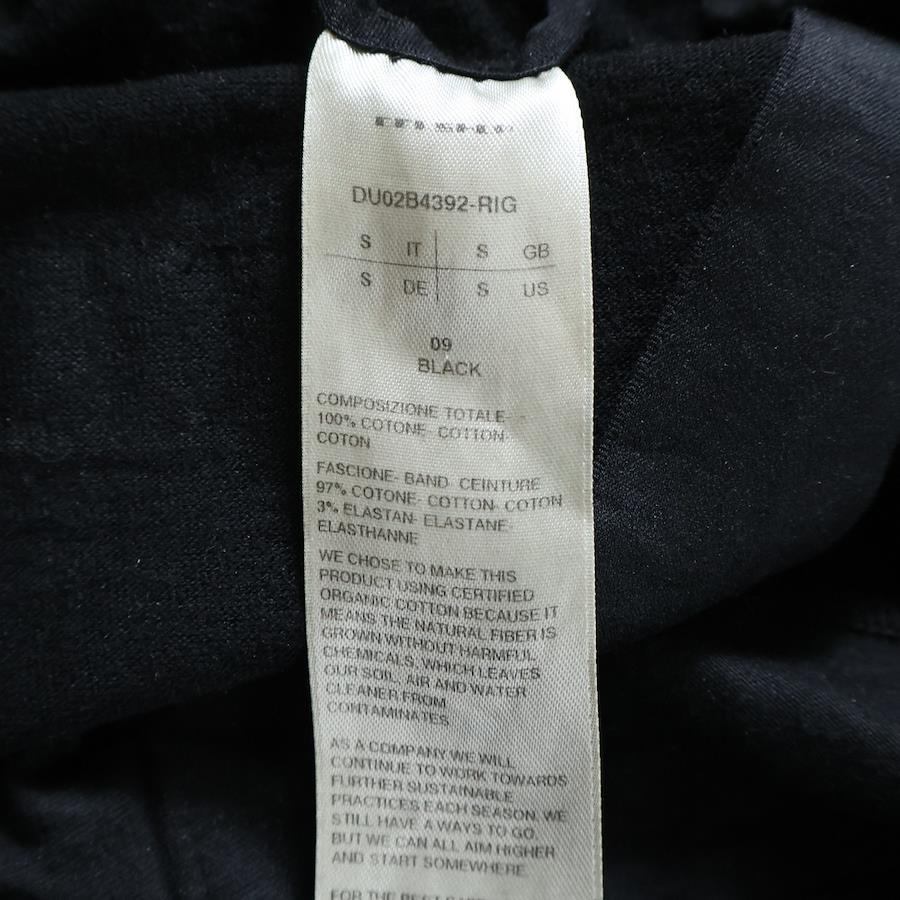 DU02B4392-RIG
S IT S GB
S DE S US
09
BLACK
COMPOSIZIONE TOTALE-
100% COTONE- COTTON-
COTON
FASCIONE- BAND- CEINTURE
97% COTONE- COTTON- COTON
3% ELASTAN- ELASTANE-
ELASTHANNE
WE CHOSE TO MAKE THIS
PRODUCT USING CERTIFIED
ORGANIC COTTON BECAUSE IT
MEANS THE NATURAL FIBER IS
GROWN WITHOUT HARMFUL
CHEMICALS, WHICH LEAVES
OUR SOIL, AIR AND WATER
CLEANER FROM
CONTAMINATES.
AS A COMPANY WE WILL
CONTINUE TO WORK TOWARDS
FURTHER SUSTAINABLE
PRACTICES EACH SEASON. WE
STILL HAVE A WAYS TO GO,
BUT WE CAN ALL AIM HIGHER
AND START SOMEWHERE.
FOR THE BEST